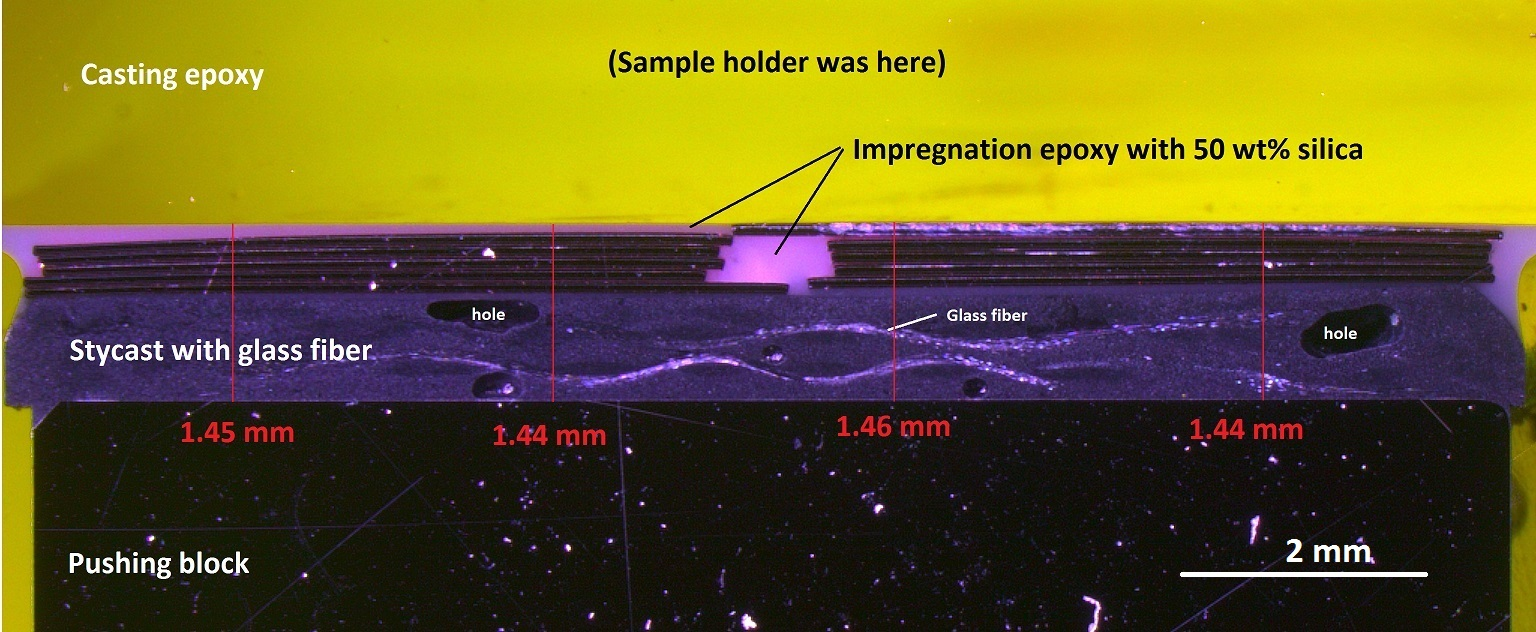 Casting epoxy
(Sample holder was here)
Impregnation epoxy with 50 wt% silica
hole
Glass fiber
hole
Stycast with glass fiber
1.45 mm
1.44 mm
1.46 mm
1.44 mm
2 mm
Pushing block